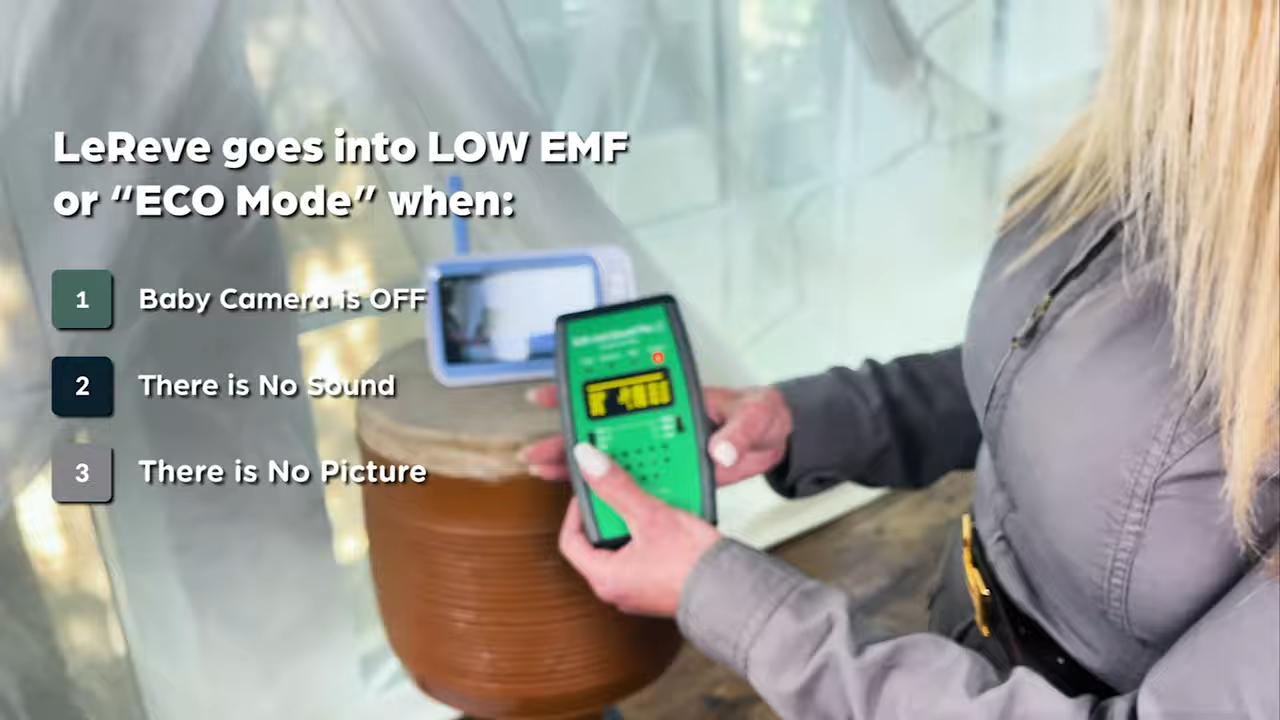 LeReve goes into LOW EMF
or “ECO Mode” when:
1 Baby Camera is OFF
2 There is No Sound
3 There is No Picture